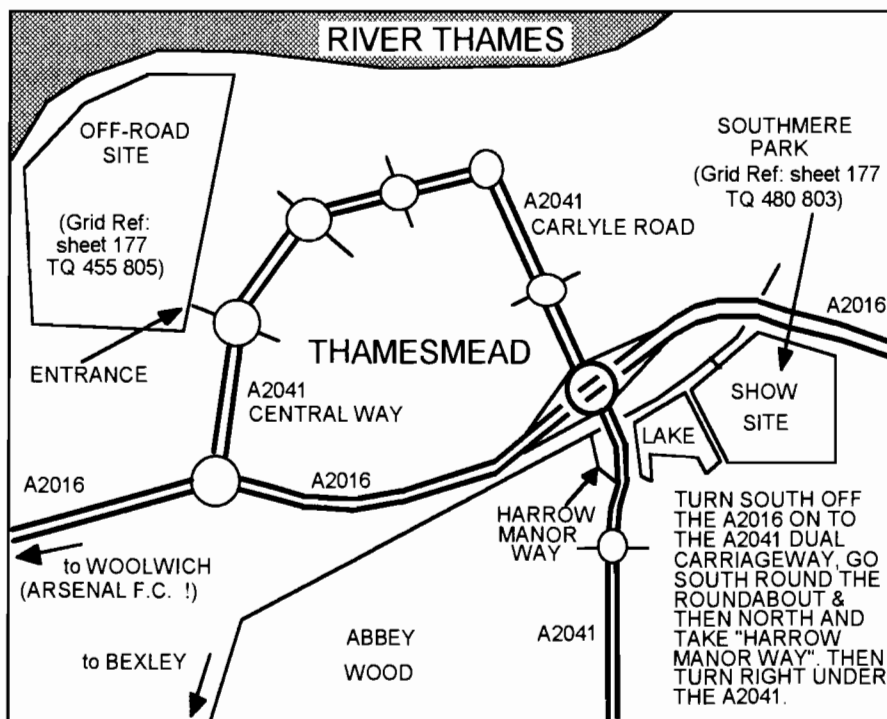 RIVER THAMES
OFF-ROAD
SITE
(Grid Ref:
sheet 177
TQ 455 805)
SOUTHMERE
PARK
(Grid Ref: sheet 177
TQ 480 803)
A2041
CARLYLE ROAD
A2016
ENTRANCE
THAMESMEAD
A2041
CENTRAL WAY
SHOW
SITE
LAKE
A2016
A2016
HARROW
MANOR
WAY
to WOOLWICH
(ARSENAL F.C. !)
TURN SOUTH OFF
THE A2016 ON TO
THE A2041 DUAL
CARRIAGEWAY, GO
SOUTH ROUND THE
ROUNDABOUT &
THEN NORTH AND
TAKE "HARROW
MANOR WAY". THEN
TURN RIGHT UNDER
THE A2041.
A2041
ABBEY
WOOD
to BEXLEY